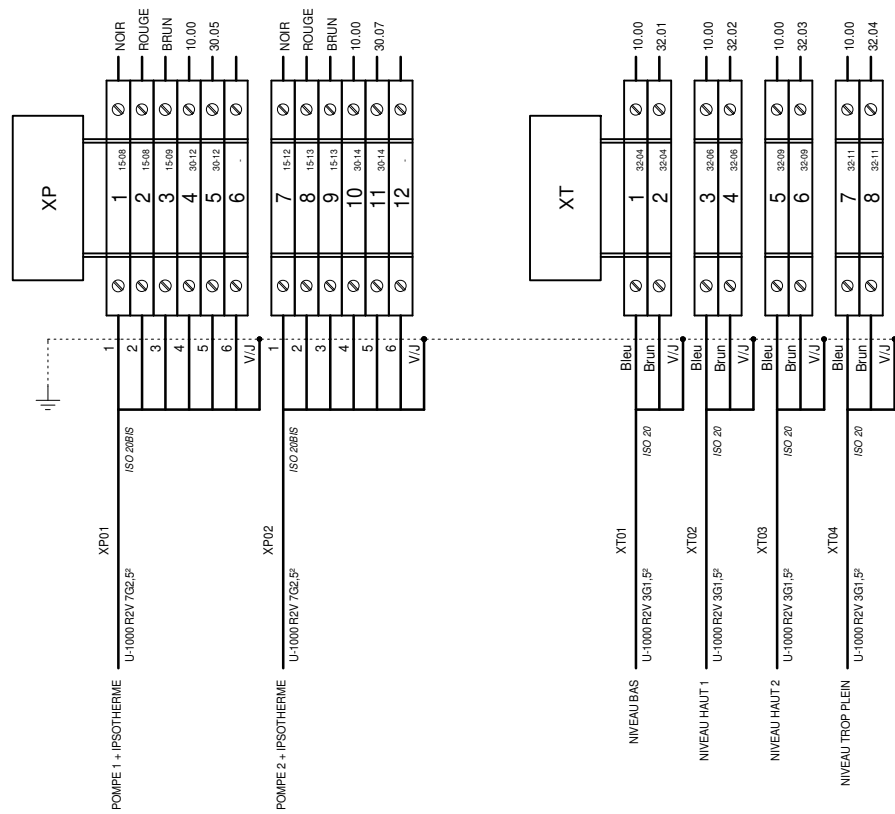 XP
NOIR
ROUGE
BRUN
10.00
30.05
15-08
15-08
15-09
30-12
30-12
-
1
2
3
4
5
6
1
2
3
4
5
6
V/J
ISO 20BIS
XP01
U-1000 R2V 7G2,5²
POMPE 1 + IPSOTHERME
NOIR
ROUGE
BRUN
10.00
30.07
15-12
15-13
15-13
30-14
30-14
-
7
8
9
10
11
12
1
2
3
4
5
6
V/J
ISO 20BIS
XP02
U-1000 R2V 7G2,5²
POMPE 2 + IPSOTHERME
XT
10.00
32.01
32-04
32-04
1
2
Bleu
Brun
V/J
ISO 20
XT01
U-1000 R2V 3G1,5²
NIVEAU BAS
10.00
32.02
32-06
32-06
3
4
Bleu
Brun
V/J
ISO 20
XT02
U-1000 R2V 3G1,5²
NIVEAU HAUT 1
10.00
32.03
32-09
32-09
5
6
Bleu
Brun
V/J
ISO 20
XT03
U-1000 R2V 3G1,5²
NIVEAU HAUT 2
10.00
32.04
32-11
32-11
7
8
Bleu
Brun
V/J
ISO 20
XT04
U-1000 R2V 3G1,5²
NIVEAU TROP PLEIN